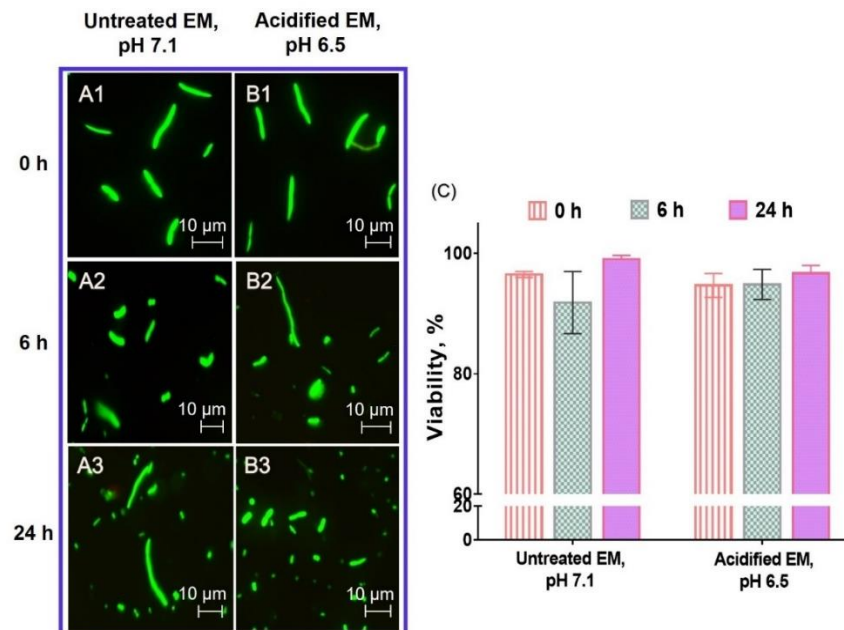 Untreated EM,
pH 7.1
Acidified EM,
pH 6.5
0 h
A1
10 µm
B1
10 µm
6 h
A2
10 µm
B2
10 µm
24 h
A3
10 µm
B3
10 µm
(C)
0 h
6 h
24 h
Viability, %
100
80
60
20
0
Untreated EM,
pH 7.1
Acidified EM,
pH 6.5